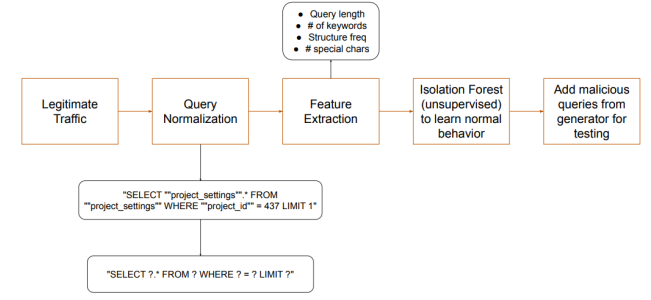 ● Query length
● # of keywords
● Structure freq
● # special chars
Legitimate
Traffic
Query
Normalization
Feature
Extraction
Isolation Forest
(unsupervised)
to learn normal
behavior
Add malicious
queries from
generator for
testing
"SELECT ""project_settings"".* FROM
""project_settings"" WHERE ""project_id"" = 437 LIMIT 1"
"SELECT ?.* FROM ? WHERE ? = ? LIMIT ?"